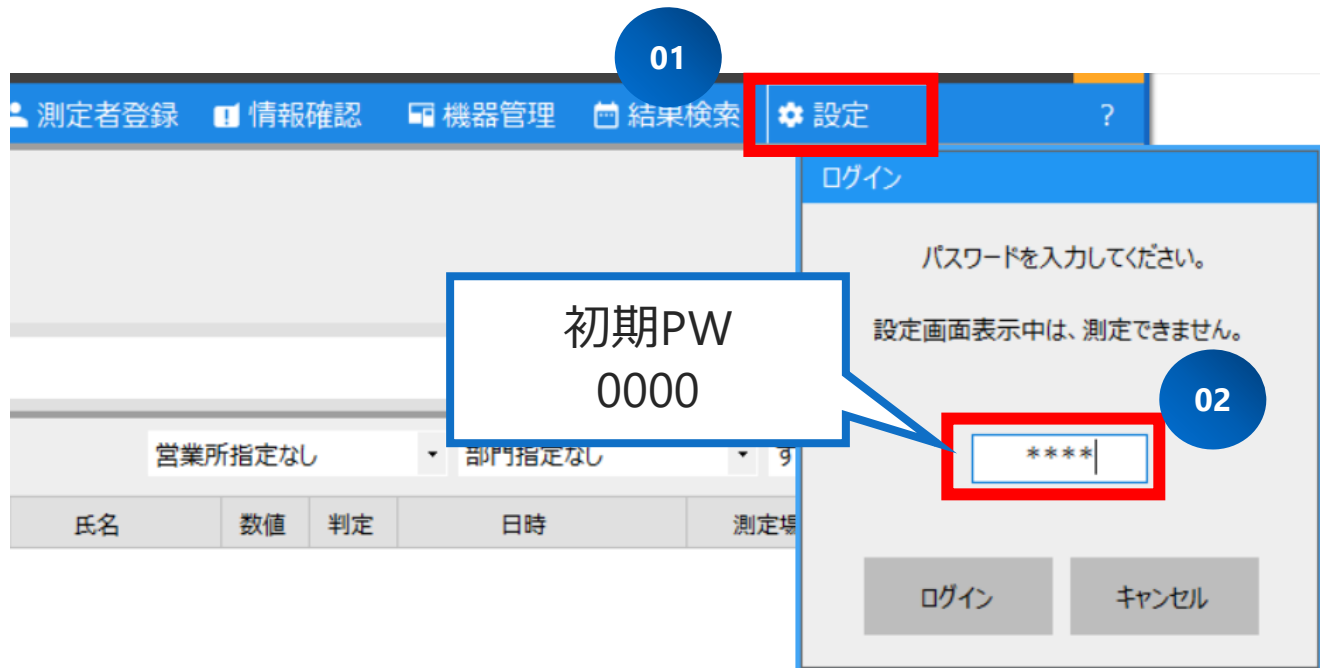 01
測定者登録 情報確認 機器管理 結果検索 設定 ?
ログイン
パスワードを入力してください。
設定画面表示中は、測定できません。
初期PW
0000
02
****
営業所指定なし 部門指定なし す
氏名 数値 判定 日時 測定場
ログイン キャンセル